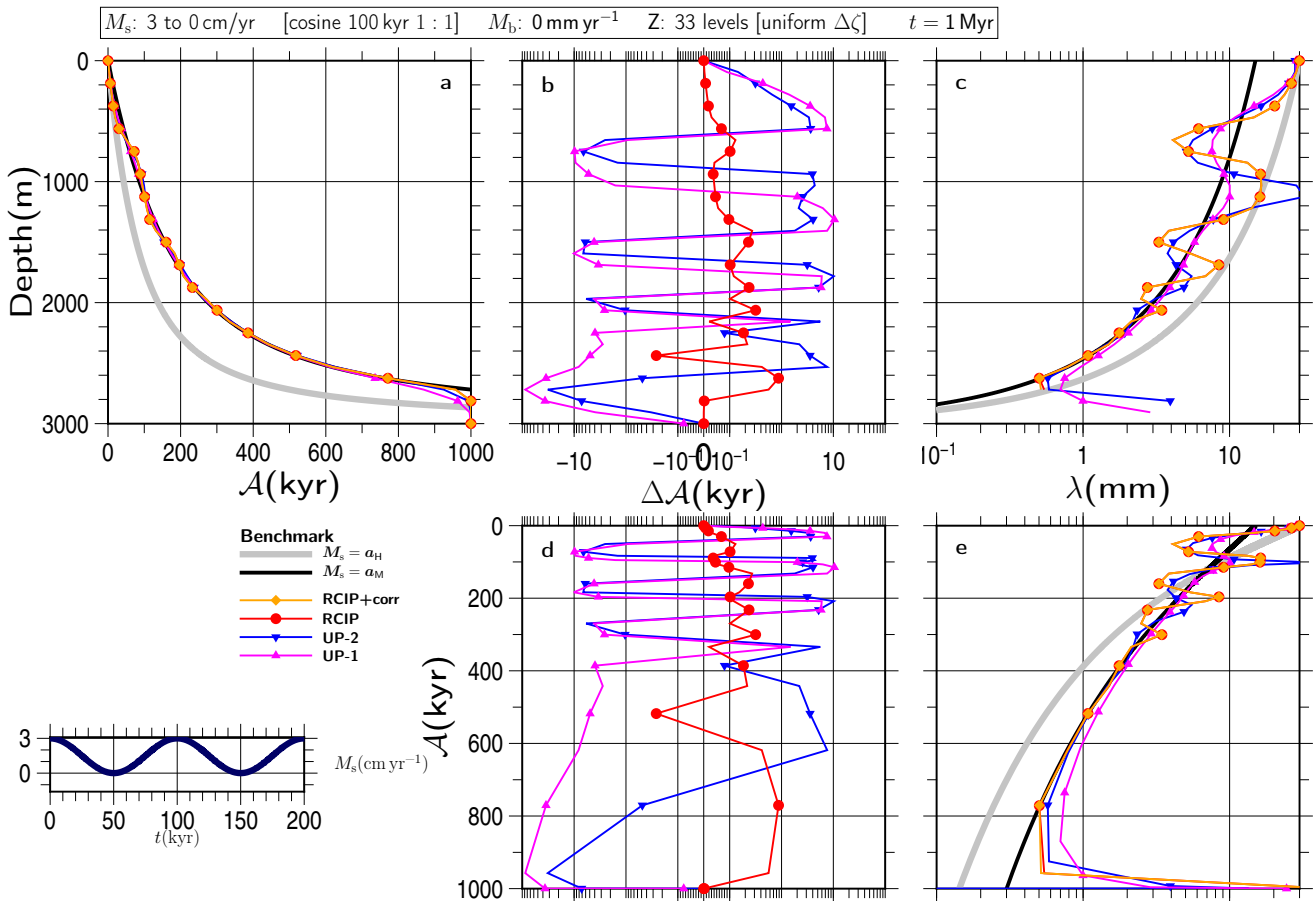 Mₛ: 3 to 0 cm/yr [cosine 100 kyr 1 : 1] M_b: 0 mm yr⁻¹ Z: 33 levels [uniform Δζ] t = 1 Myr
a
b
c
0
1000
2000
3000
Depth(m)
0 200 400 600 800 1000
𝒜(kyr)
−10 −10⁻¹ 0 10⁻¹ 10
Δ𝒜(kyr)
10⁻¹ 1 10
λ(mm)
Benchmark
Mₛ = a_H
Mₛ = a_M
RCIP+corr
RCIP
UP-2
UP-1
3
0
Mₛ(cm yr⁻¹)
0 50 100 150 200
t(kyr)
d
e
0
200
400
600
800
1000
𝒜(kyr)